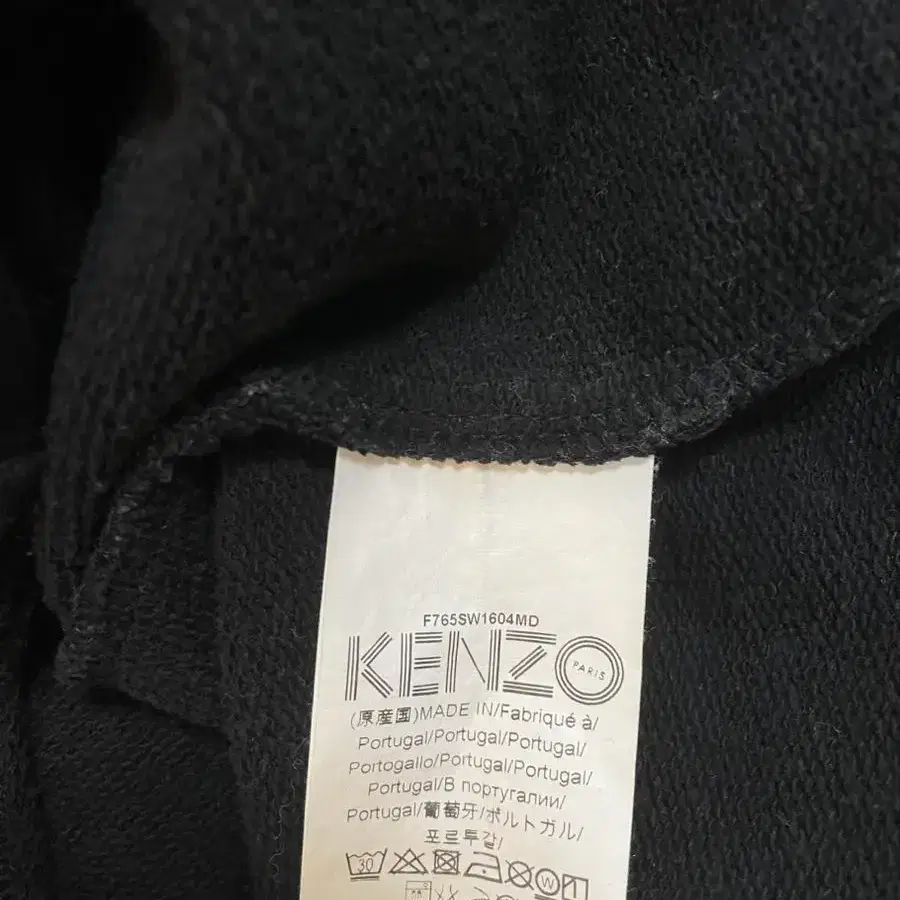 F765SW1604MD
KENZO PARIS
(原産国)MADE IN/Fabriqué à/
Portugal/Portugal/Portugal/
Portogallo/Portugal/Portugal/
Portugal/В португалии/
Portugal/葡萄牙/ポルトガル/
포르투갈/
30
W